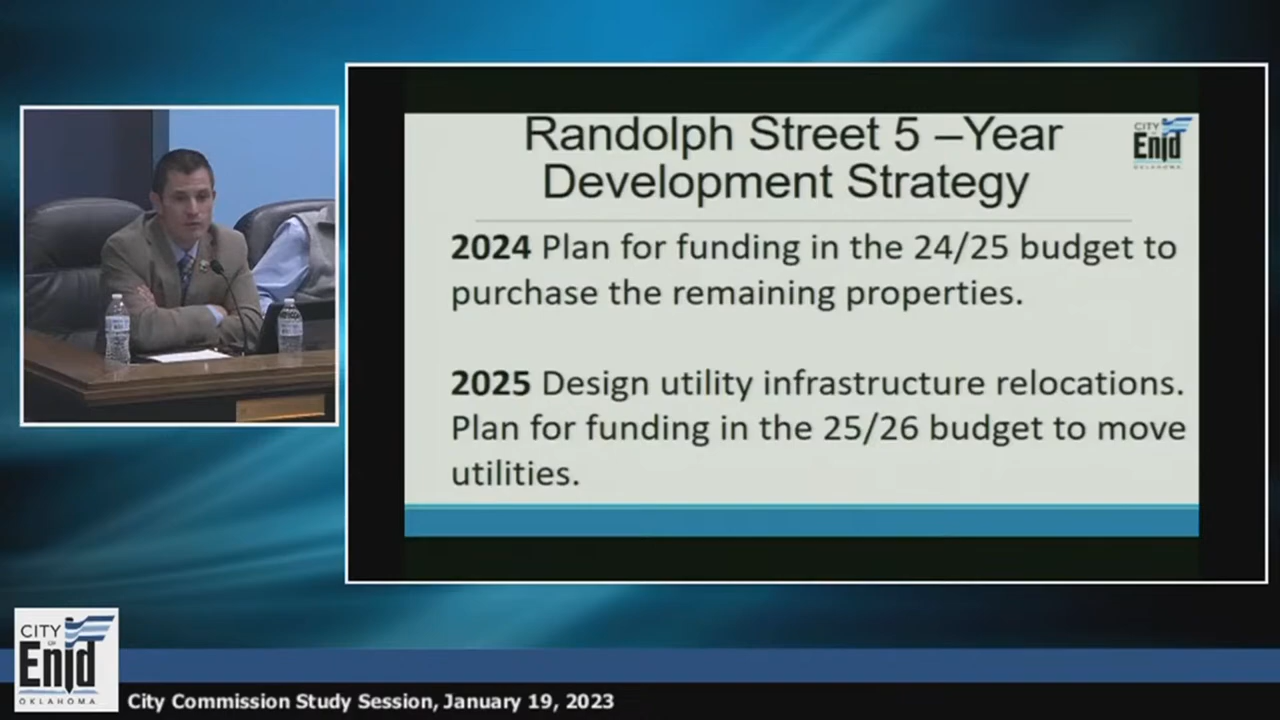 Randolph Street 5 –Year
Development Strategy
CITY
OF
Enid
OKLAHOMA
2024 Plan for funding in the 24/25 budget to
purchase the remaining properties.
2025 Design utility infrastructure relocations.
Plan for funding in the 25/26 budget to move
utilities.
CITY
OF
Enid
OKLAHOMA
City Commission Study Session, January 19, 2023